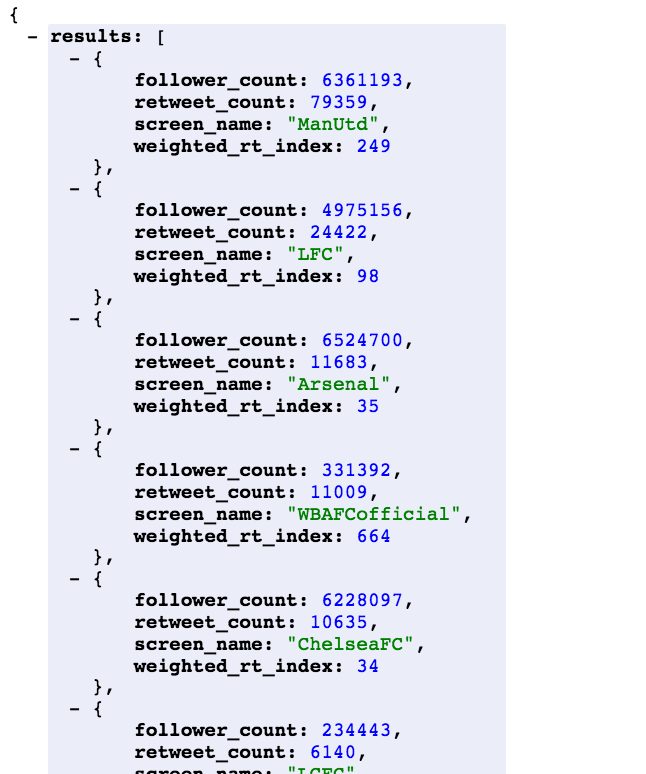 {
- results: [
- {
follower_count: 6361193,
retweet_count: 79359,
screen_name: "ManUtd",
weighted_rt_index: 249
},
- {
follower_count: 4975156,
retweet_count: 24422,
screen_name: "LFC",
weighted_rt_index: 98
},
- {
follower_count: 6524700,
retweet_count: 11683,
screen_name: "Arsenal",
weighted_rt_index: 35
},
- {
follower_count: 331392,
retweet_count: 11009,
screen_name: "WBAFCofficial",
weighted_rt_index: 664
},
- {
follower_count: 6228097,
retweet_count: 10635,
screen_name: "ChelseaFC",
weighted_rt_index: 34
},
- {
follower_count: 234443,
retweet_count: 6140,
screen_name: "LCFC"